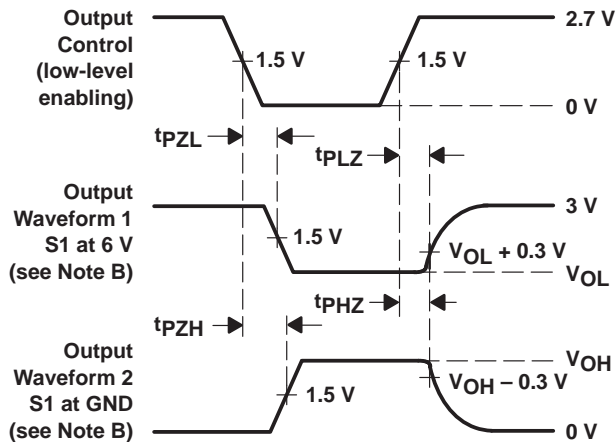 Output
Control
(low-level
enabling)
1.5 V
1.5 V
2.7 V
0 V
tPZL
tPLZ
Output
Waveform 1
S1 at 6 V
(see Note B)
1.5 V
3 V
VOL + 0.3 V
VOL
tPZH
tPHZ
Output
Waveform 2
S1 at GND
(see Note B)
1.5 V
VOH
VOH – 0.3 V
0 V